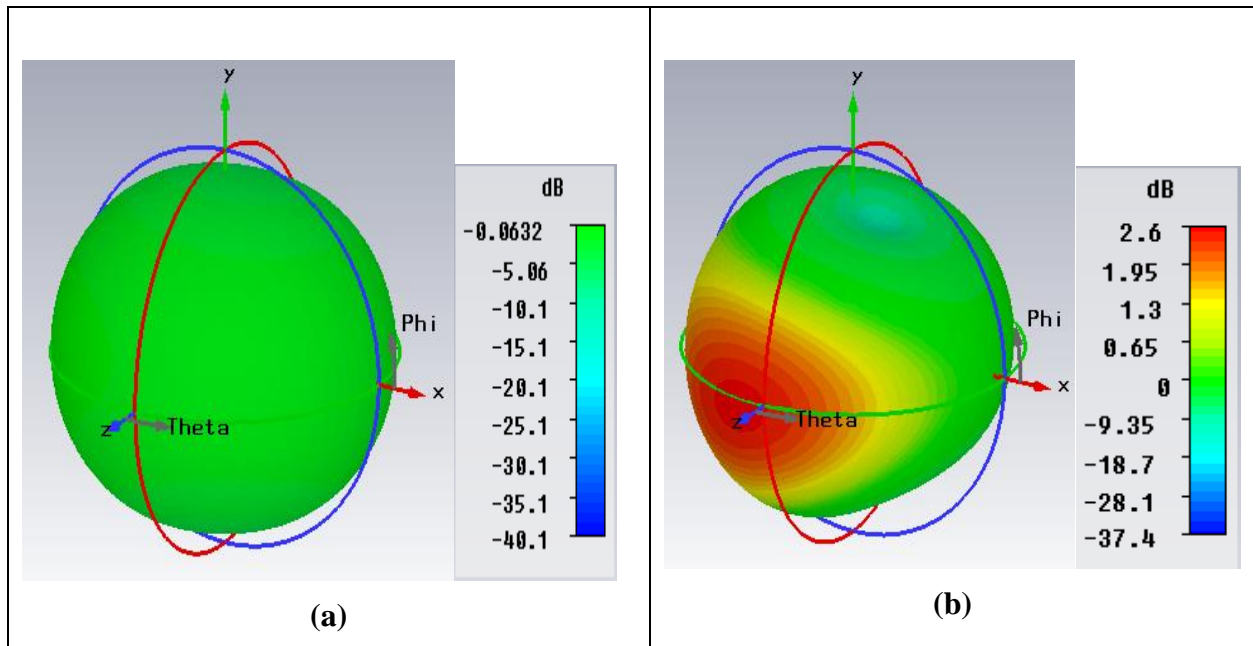 y
Phi
x
z
Theta
dB
-0.0632
-5.06
-10.1
-15.1
-20.1
-25.1
-30.1
-35.1
-40.1
(a)
y
Phi
x
z
Theta
dB
2.6
1.95
1.3
0.65
0
-9.35
-18.7
-28.1
-37.4
(b)